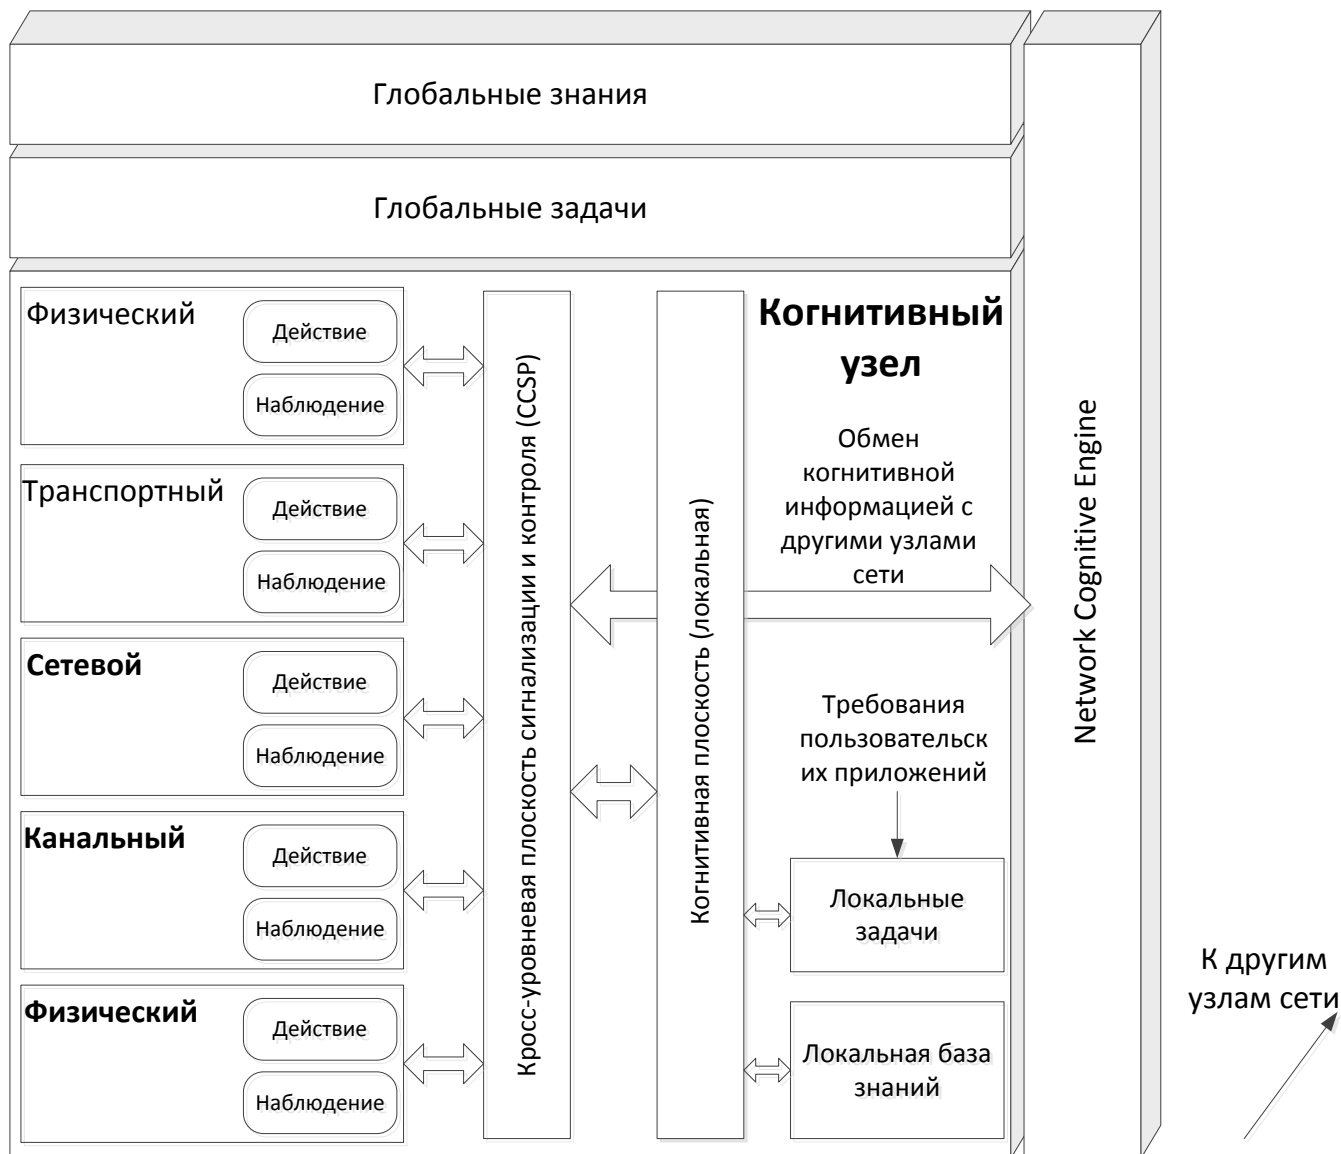 Глобальные знания
Глобальные задачи
Физический
Действие
Наблюдение
Транспортный
Действие
Наблюдение
Сетевой
Действие
Наблюдение
Канальный
Действие
Наблюдение
Физический
Действие
Наблюдение
Кросс-уровневая плоскость сигнализации и контроля (CCSP)
Когнитивная плоскость (локальная)
Когнитивный
узел
Обмен
когнитивной
информацией с
другими узлами
сети
Требования
пользовательск
их приложений
Локальные
задачи
Локальная база
знаний
Network Cognitive Engine
К другим
узлам сети